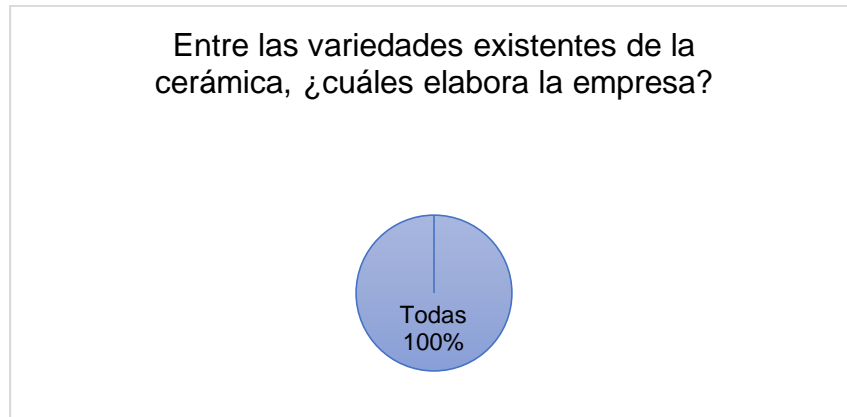 Entre las variedades existentes de la
cerámica, ¿cuáles elabora la empresa?
Todas
100%